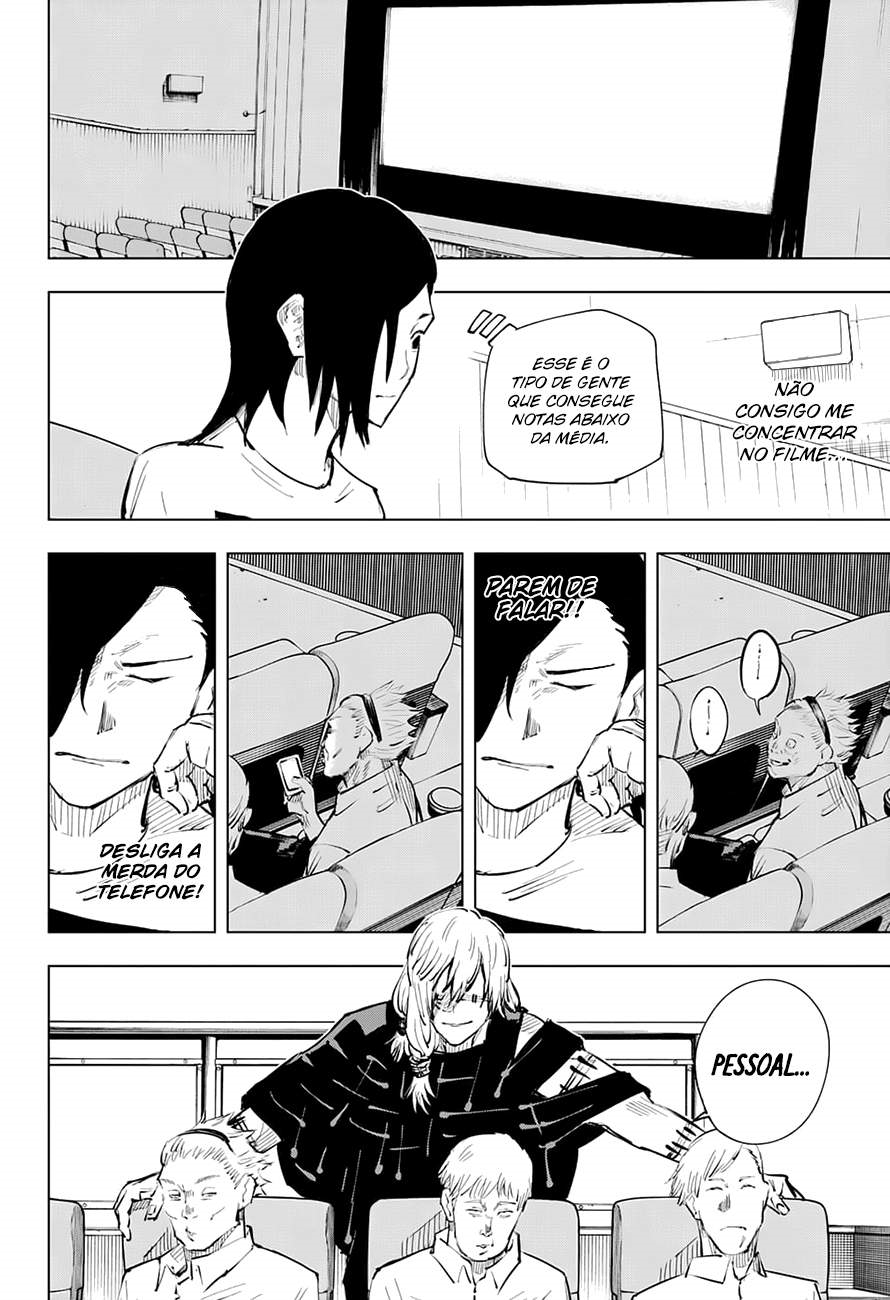 NÃO
CONSIGO ME
CONCENTRAR
NO FILME...
ESSE É O
TIPO DE GENTE
QUE CONSEGUE
NOTAS ABAIXO
DA MÉDIA.
PAREM DE
FALAR!!
DESLIGA A
MERDA DO
TELEFONE!
PESSOAL...